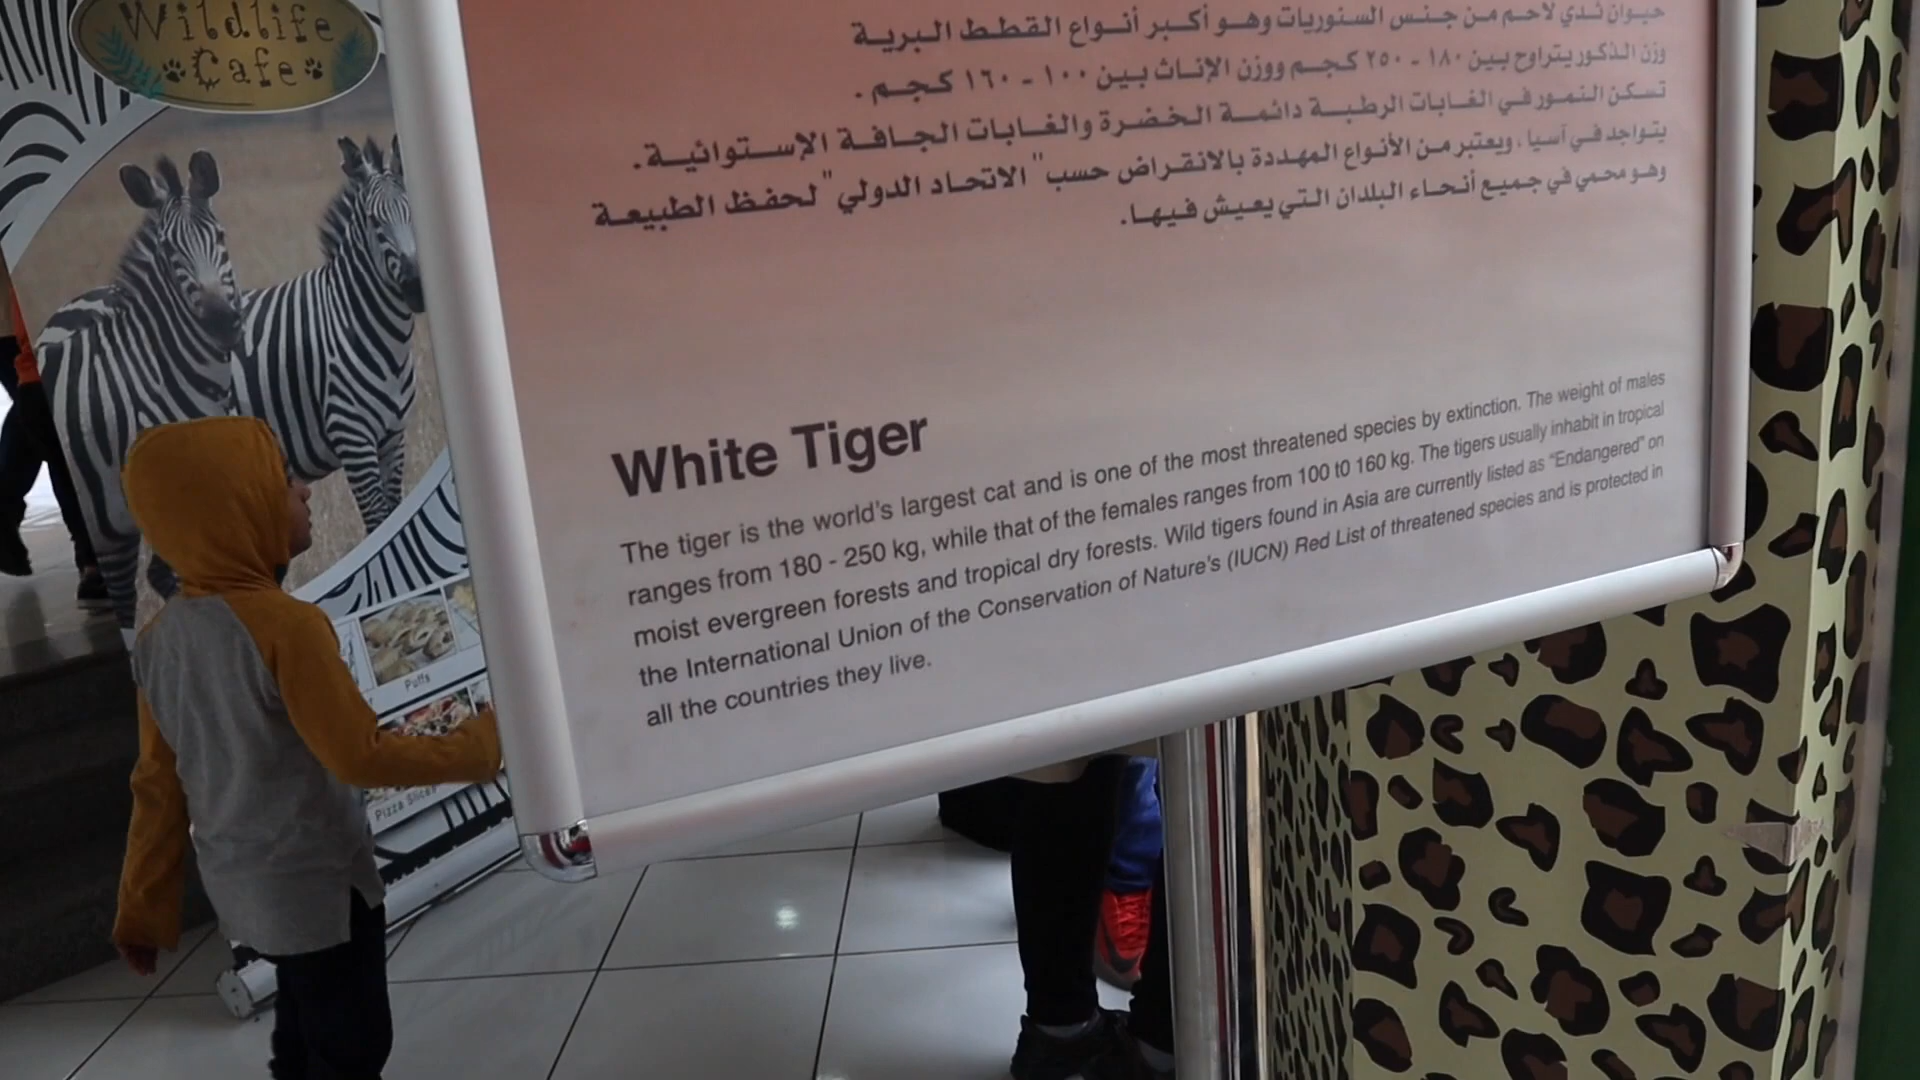 Wildlife
Cafe
حيوان ثدي لاحم من جنس السنوريات وهو أكبر أنواع القطط البرية
وزن الذكور يتراوح بين ١٨٠ - ٢٥٠ كجم ووزن الإناث بين ١٠٠ - ١٦٠ كجم .
تسكن النمور في الغابات الرطبة دائمة الخضرة والغابات الجافة الإستوائية.
يتواجد في آسيا ، ويعتبر من الأنواع المهددة بالانقراض حسب "الاتحاد الدولي" لحفظ الطبيعة
وهو محمي في جميع أنحاء البلدان التي يعيش فيها.
White Tiger
The tiger is the world's largest cat and is one of the most threatened species by extinction. The weight of males
ranges from 180 - 250 kg, while that of the females ranges from 100 to 160 kg. The tigers usually inhabit in tropical
moist evergreen forests and tropical dry forests. Wild tigers found in Asia are currently listed as "Endangered" on
the International Union of the Conservation of Nature's (IUCN) Red List of threatened species and is protected in
all the countries they live.
Puffs
Pizza Slices